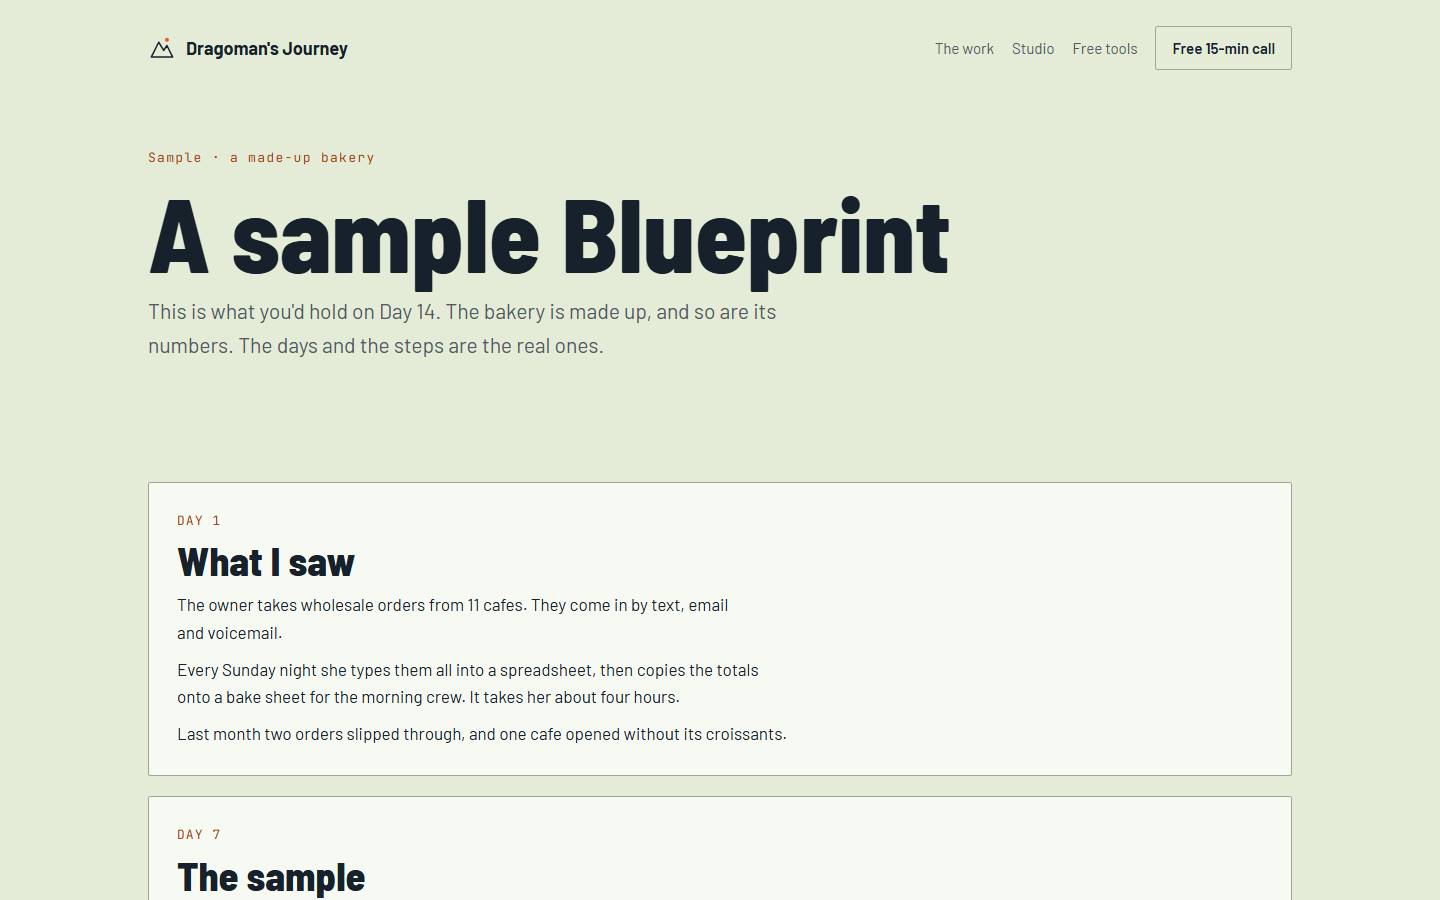 Dragoman's Journey
The work
Studio
Free tools
Free 15-min call
Sample · a made-up bakery
A sample Blueprint
This is what you'd hold on Day 14. The bakery is made up, and so are its
numbers. The days and the steps are the real ones.
DAY 1
What I saw
The owner takes wholesale orders from 11 cafes. They come in by text, email
and voicemail.
Every Sunday night she types them all into a spreadsheet, then copies the totals
onto a bake sheet for the morning crew. It takes her about four hours.
Last month two orders slipped through, and one cafe opened without its croissants.
DAY 7
The sample